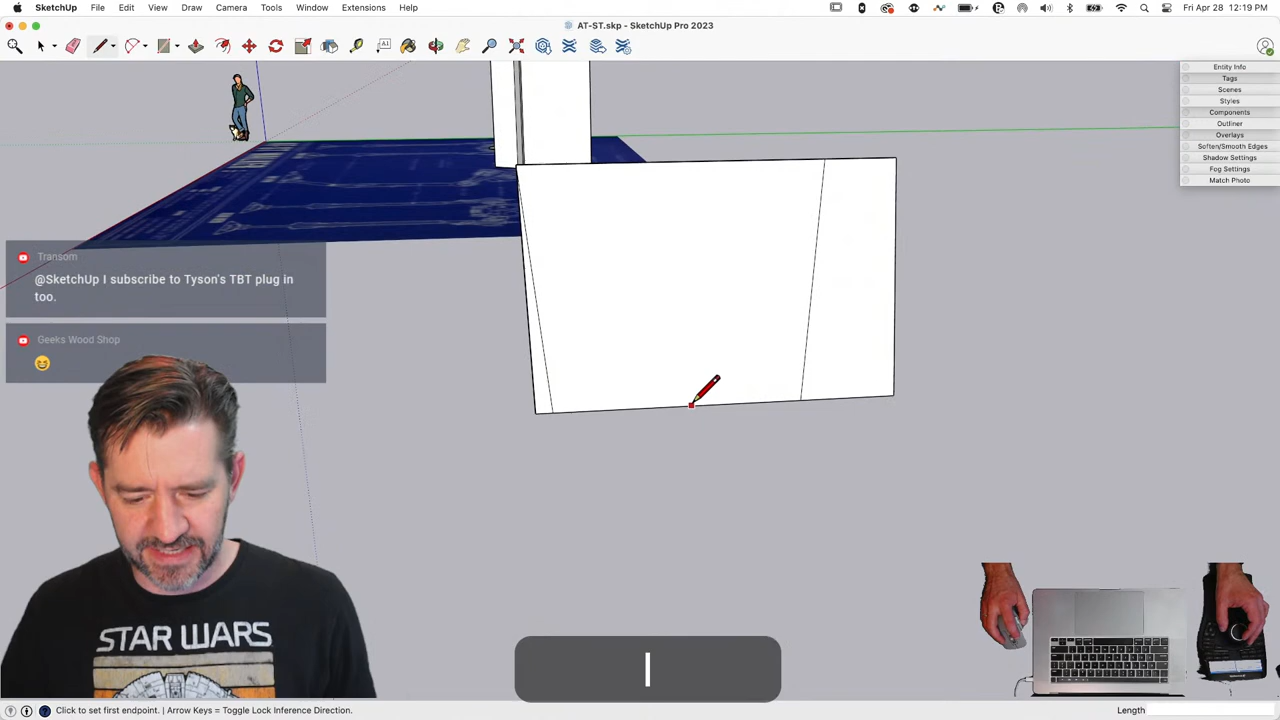 SketchUp File Edit View Draw Camera Tools Window Extensions Help
Fri Apr 28 12:19 PM
AT-ST.skp - SketchUp Pro 2023
Entity Info
Tags
Scenes
Styles
Components
Outliner
Overlays
Soften/Smooth Edges
Shadow Settings
Fog Settings
Match Photo
Transom
@SketchUp I subscribe to Tyson's TBT plug in
too.
Geeks Wood Shop
STAR WARS
l
Click to set first endpoint. | Arrow Keys = Toggle Lock Inference Direction.
Length